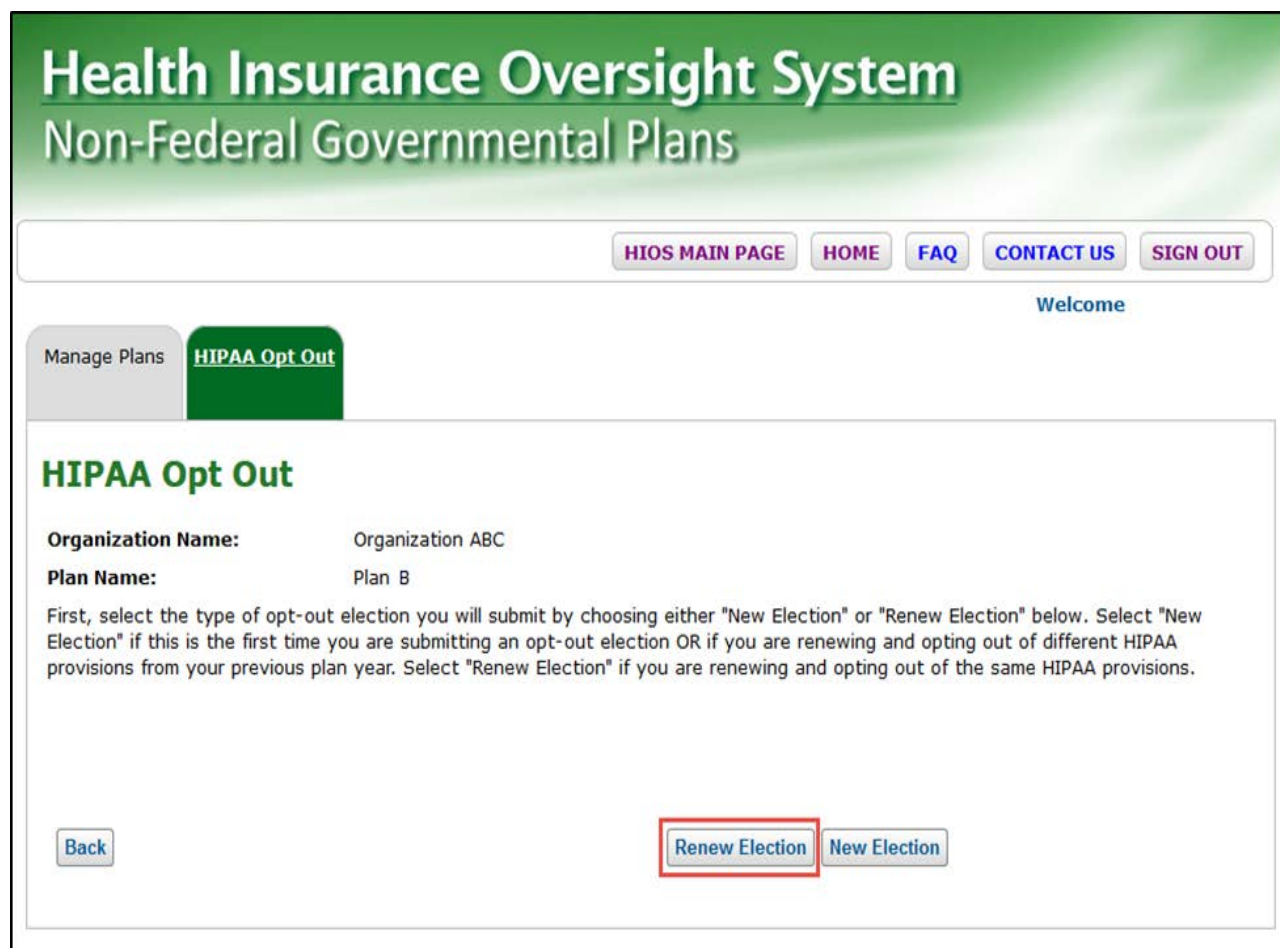 Health Insurance Oversight System
Non-Federal Governmental Plans
HIOS MAIN PAGE HOME FAQ CONTACT US SIGN OUT
Welcome
Manage Plans HIPAA Opt Out
HIPAA Opt Out
Organization Name: Organization ABC
Plan Name: Plan B
First, select the type of opt-out election you will submit by choosing either "New Election" or "Renew Election" below. Select "New
Election" if this is the first time you are submitting an opt-out election OR if you are renewing and opting out of different HIPAA
provisions from your previous plan year. Select "Renew Election" if you are renewing and opting out of the same HIPAA provisions.
Back Renew Election New Election